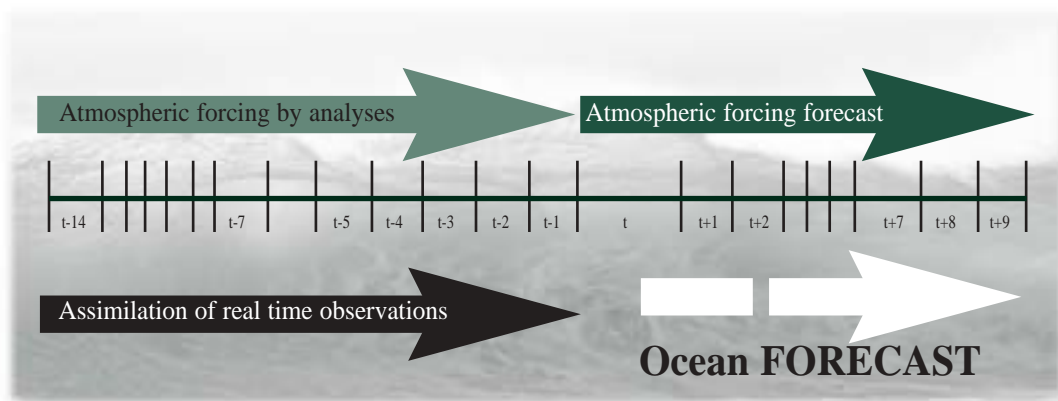 Atmospheric forcing by analyses
Atmospheric forcing forecast
t-14 t-7 t-5 t-4 t-3 t-2 t-1 t t+1 t+2 t+7 t+8 t+9
Assimilation of real time observations
Ocean FORECAST